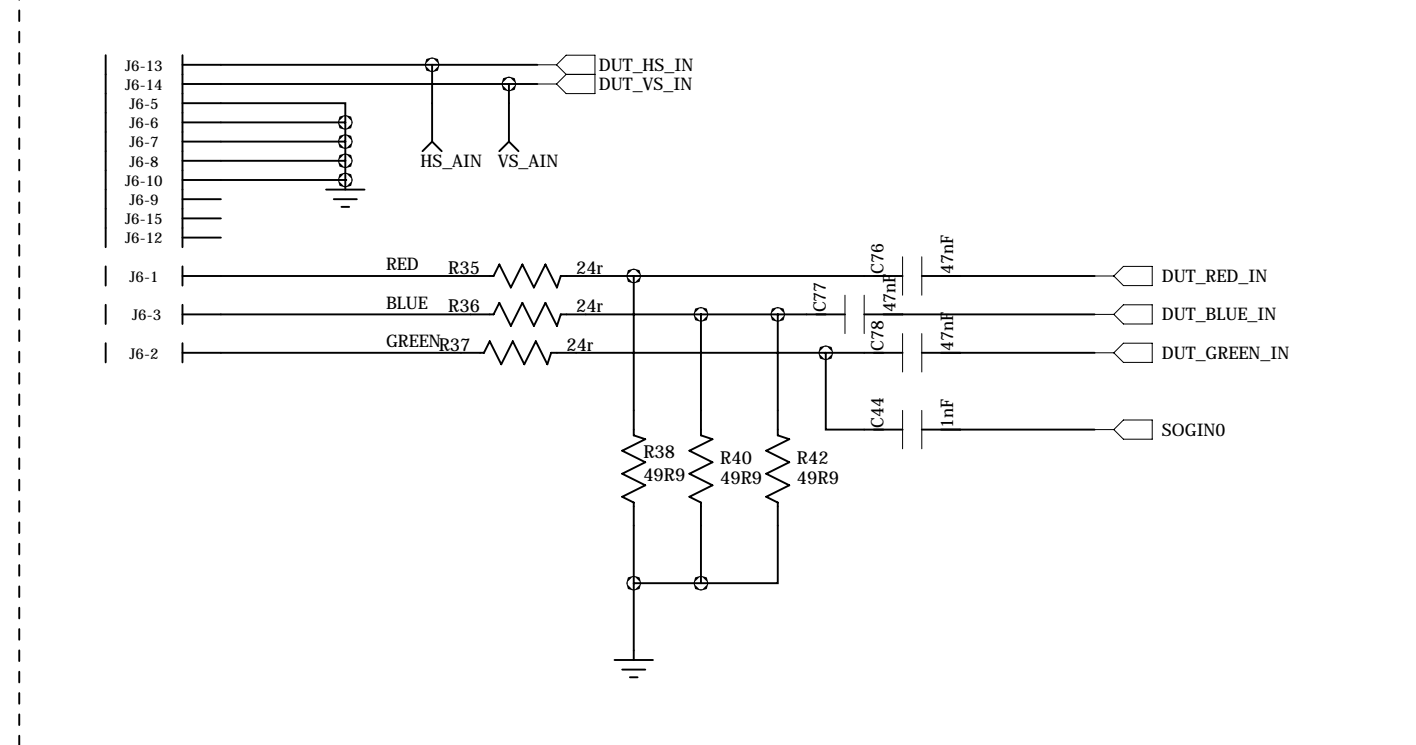 J6-13 DUT_HS_IN
J6-14 DUT_VS_IN
J6-5
J6-6
J6-7
J6-8 HS_AIN VS_AIN
J6-10
J6-9
J6-15
J6-12
J6-1 RED R35 24r C76 47nF DUT_RED_IN
J6-3 BLUE R36 24r C77 47nF DUT_BLUE_IN
J6-2 GREEN R37 24r C78 47nF DUT_GREEN_IN
C44 1nF SOGIN0
R38 R40 R42
49R9 49R9 49R9